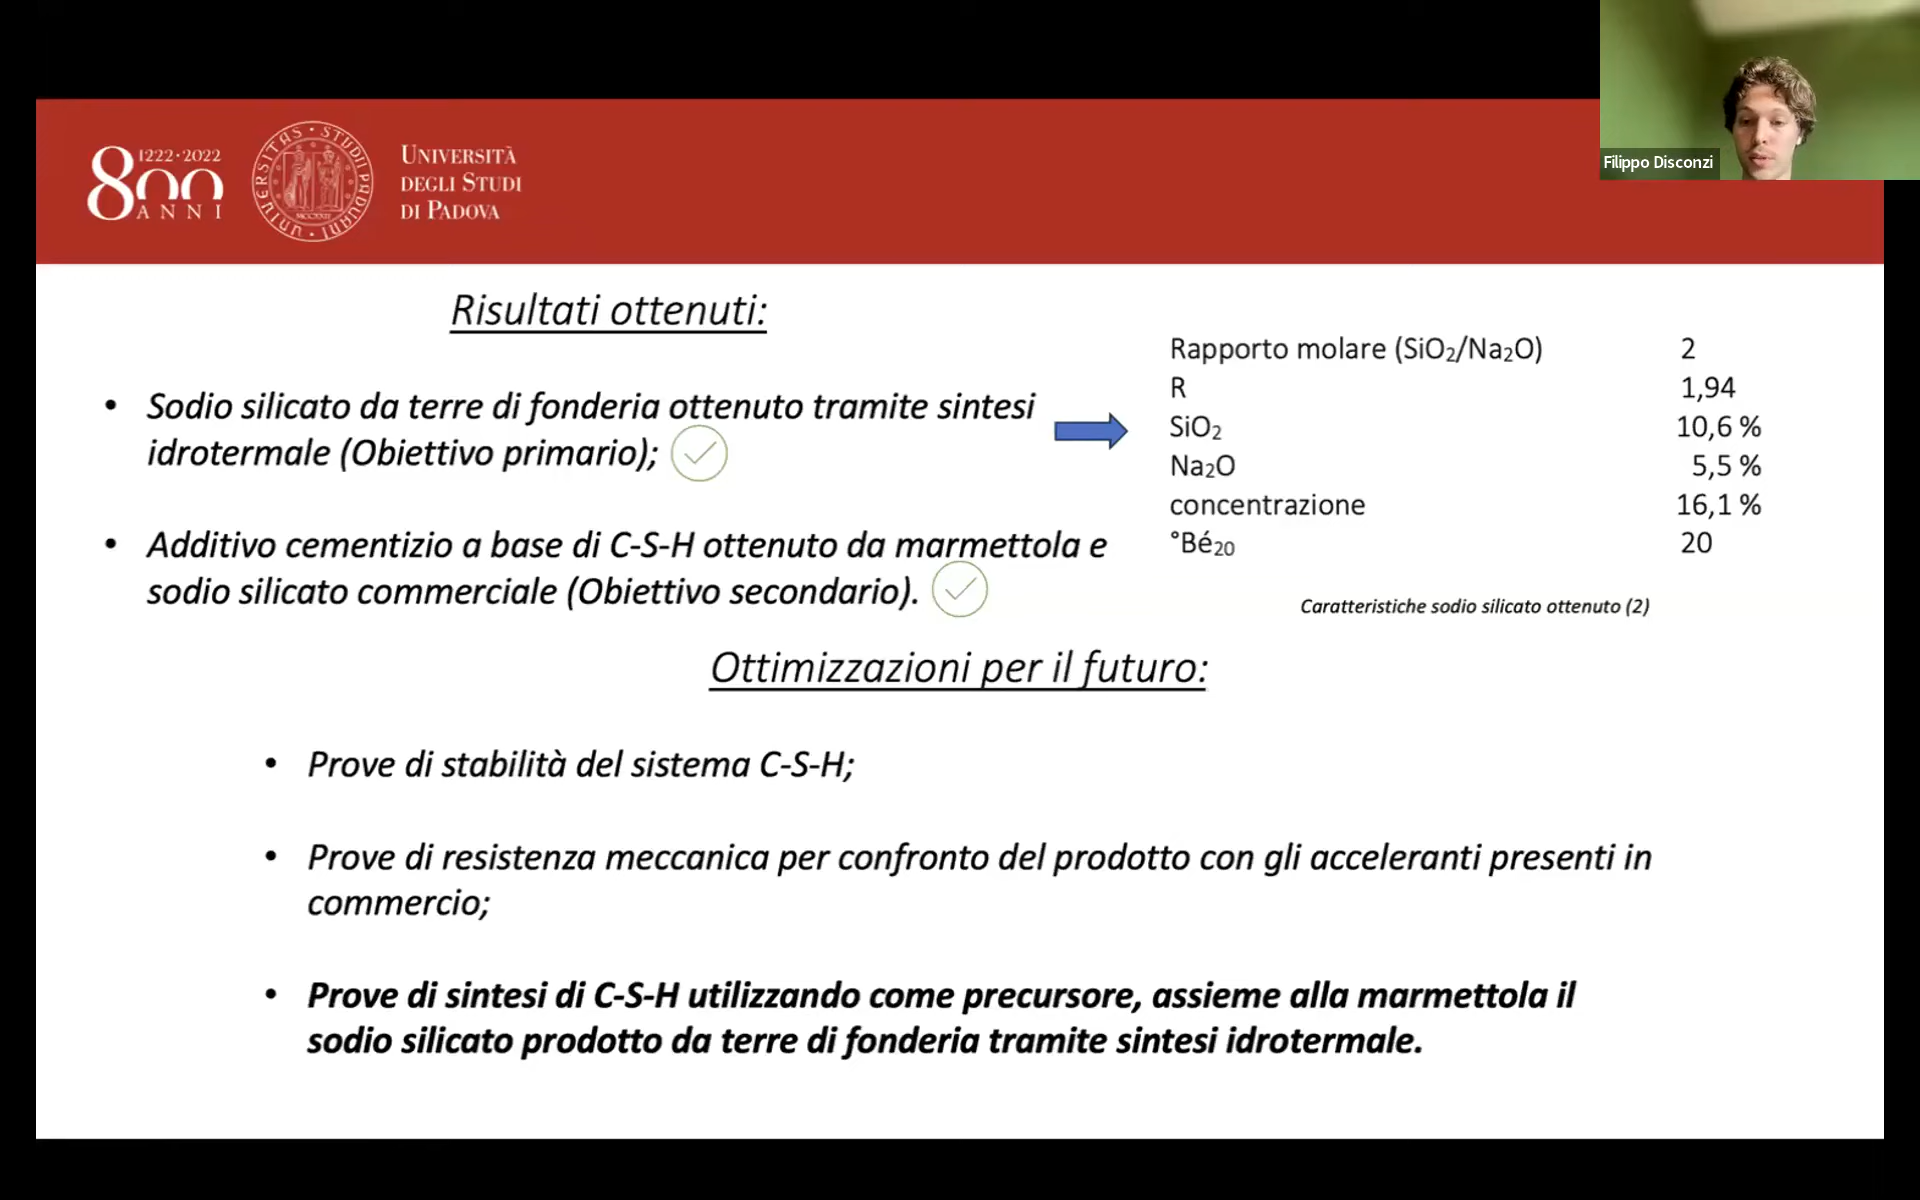 Filippo Disconzi
1222·2022
800
ANNI
UNIVERSITAS·STUDII PADUANI·
MCCXXII
UNIVERSITÀ
DEGLI STUDI
DI PADOVA
Risultati ottenuti:
• Sodio silicato da terre di fonderia ottenuto tramite sintesi
idrotermale (Obiettivo primario);
• Additivo cementizio a base di C-S-H ottenuto da marmettola e
sodio silicato commerciale (Obiettivo secondario).
Rapporto molare (SiO₂/Na₂O) 2
R 1,94
SiO₂ 10,6 %
Na₂O 5,5 %
concentrazione 16,1 %
°Bé₂₀ 20
Caratteristiche sodio silicato ottenuto (2)
Ottimizzazioni per il futuro:
• Prove di stabilità del sistema C-S-H;
• Prove di resistenza meccanica per confronto del prodotto con gli acceleranti presenti in
commercio;
• Prove di sintesi di C-S-H utilizzando come precursore, assieme alla marmettola il
sodio silicato prodotto da terre di fonderia tramite sintesi idrotermale.